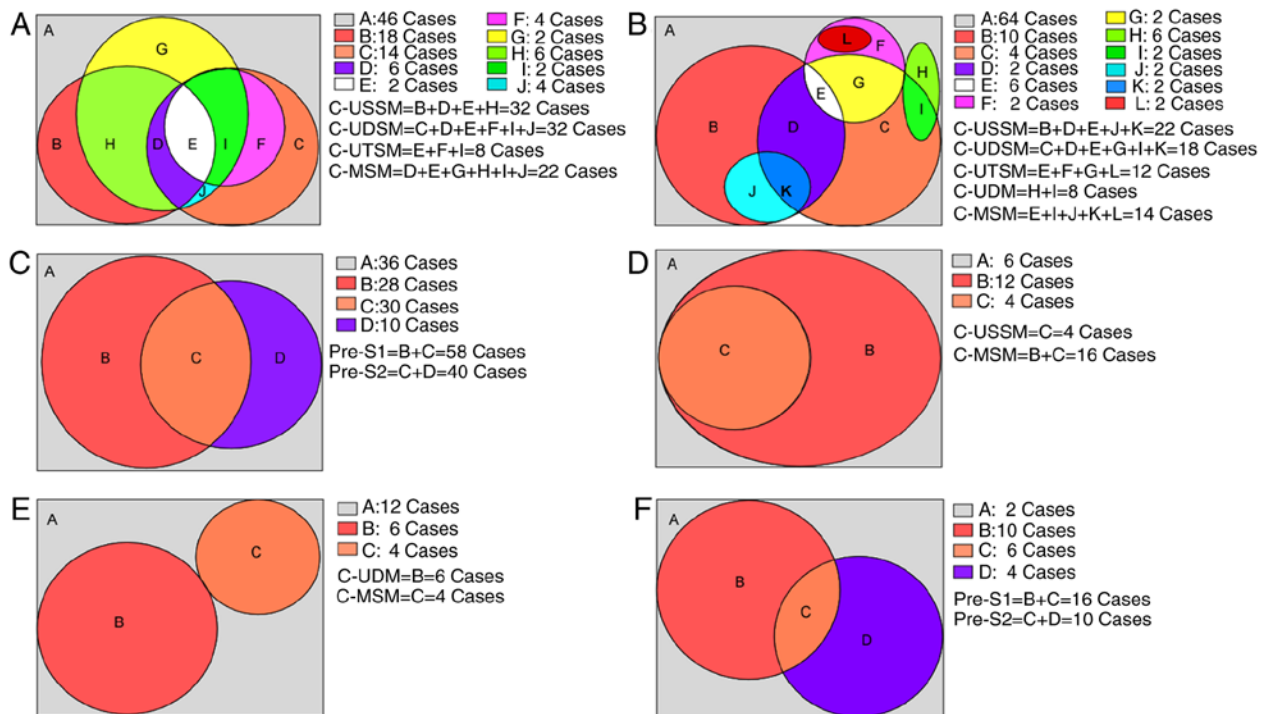 A
A
G
B
H
D
E
I
F
C
J
A:46 Cases
B:18 Cases
C:14 Cases
D: 6 Cases
E: 2 Cases
F: 4 Cases
G: 2 Cases
H: 6 Cases
I: 2 Cases
J: 4 Cases
C-USSM=B+D+E+H=32 Cases
C-UDSM=C+D+E+F+I+J=32 Cases
C-UTSM=E+F+I=8 Cases
C-MSM=D+E+G+H+I+J=22 Cases
B
A
L
F
H
G
E
I
B
D
C
J
K
A:64 Cases
B:10 Cases
C: 4 Cases
D: 2 Cases
E: 6 Cases
F: 2 Cases
G: 2 Cases
H: 6 Cases
I: 2 Cases
J: 2 Cases
K: 2 Cases
L: 2 Cases
C-USSM=B+D+E+J+K=22 Cases
C-UDSM=C+D+E+G+I+K=18 Cases
C-UTSM=E+F+G+L=12 Cases
C-UDM=H+I=8 Cases
C-MSM=E+I+J+K+L=14 Cases
C
A
B
C
D
A:36 Cases
B:28 Cases
C:30 Cases
D:10 Cases
Pre-S1=B+C=58 Cases
Pre-S2=C+D=40 Cases
D
A
C
B
A: 6 Cases
B:12 Cases
C: 4 Cases
C-USSM=C=4 Cases
C-MSM=B+C=16 Cases
E
A
C
B
A:12 Cases
B: 6 Cases
C: 4 Cases
C-UDM=B=6 Cases
C-MSM=C=4 Cases
F
A
B
C
D
A: 2 Cases
B:10 Cases
C: 6 Cases
D: 4 Cases
Pre-S1=B+C=16 Cases
Pre-S2=C+D=10 Cases